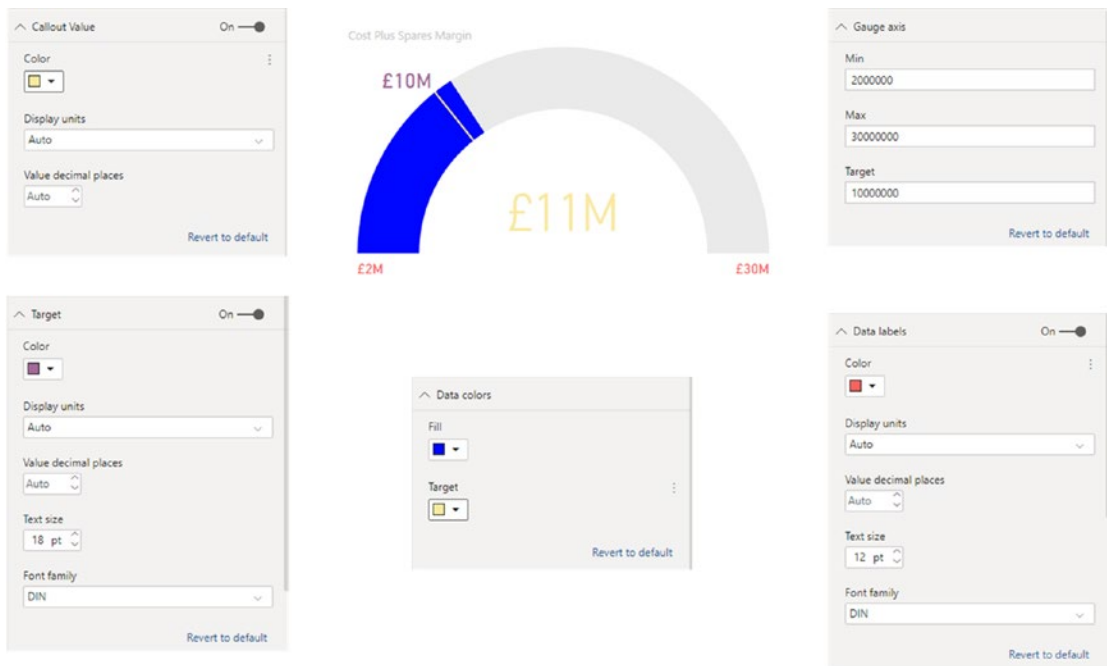 Callout Value On
Color
Display units
Auto
Value decimal places
Auto
Revert to default
Cost Plus Spares Margin
£10M
£11M
£2M £30M
Gauge axis
Min
2000000
Max
30000000
Target
10000000
Revert to default
Target On
Color
Display units
Auto
Value decimal places
Auto
Text size
18 pt
Font family
DIN
Revert to default
Data colors
Fill
Target
Revert to default
Data labels On
Color
Display units
Auto
Value decimal places
Auto
Text size
12 pt
Font family
DIN
Revert to default